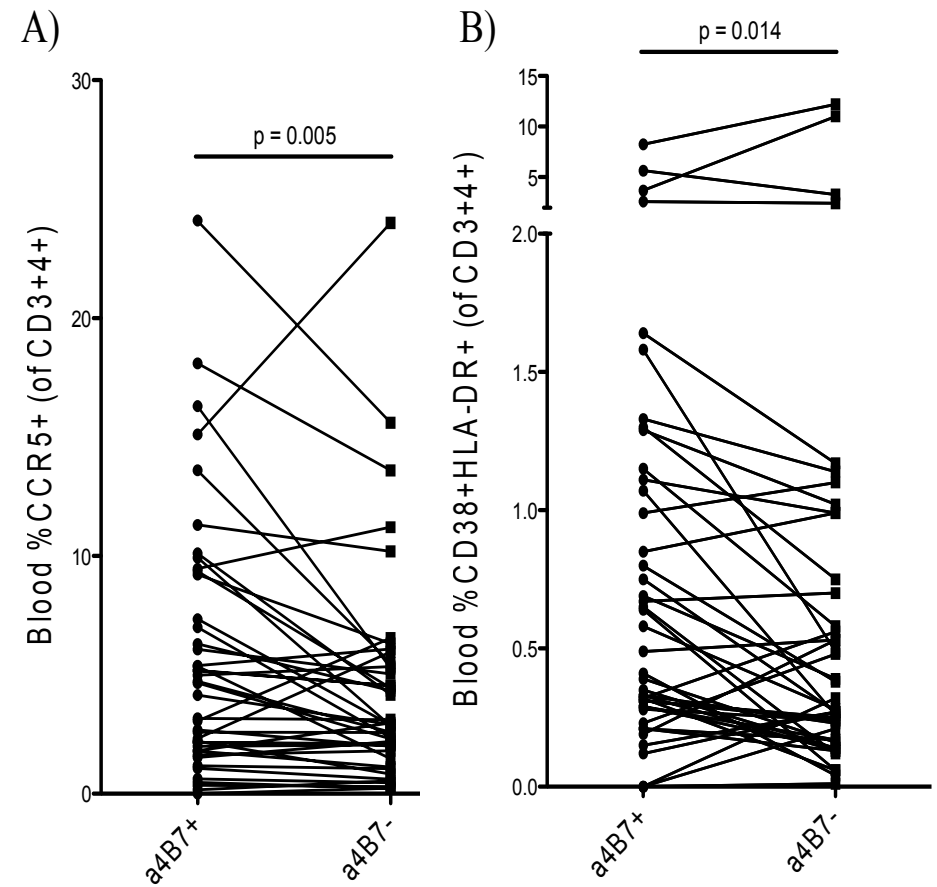 A)
p = 0.005
Blood %CCR5+ (of CD3+4+)
30
20
10
0
a4B7+
a4B7-
B)
p = 0.014
Blood %CD38+HLA-DR+ (of CD3+4+)
15
10
5
2.0
1.5
1.0
0.5
0.0
a4B7+
a4B7-